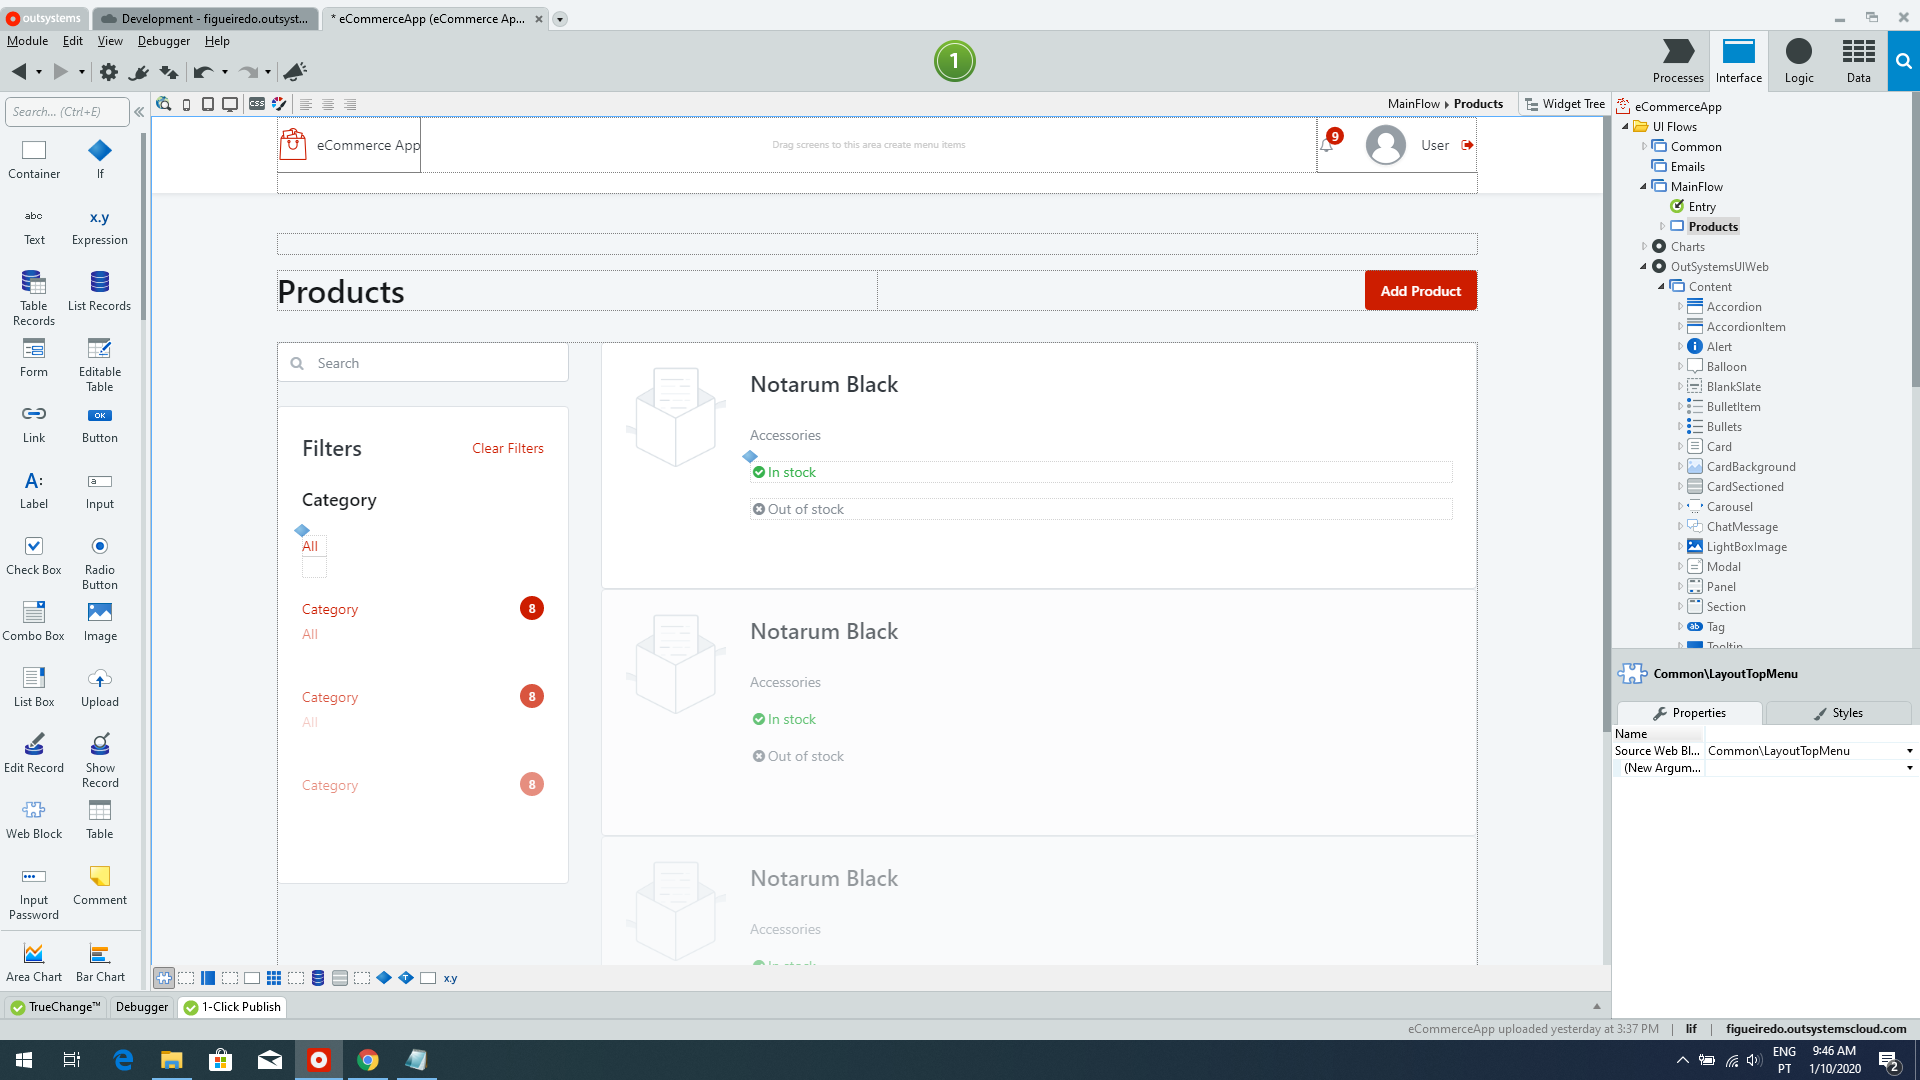 outsystems
Development - figueiredo.outsyst...
* eCommerceApp (eCommerce Ap...
Module Edit View Debugger Help
1
Processes Interface Logic Data
Search... (Ctrl+E)
Container If
abc x.y
Text Expression
Table Records List Records
Form Editable Table
Link OK Button
A: Label a Input
Check Box Radio Button
Combo Box Image
List Box Upload
Edit Record Show Record
Web Block Table
Input Password Comment
Area Chart Bar Chart
CSS
MainFlow Products Widget Tree
eCommerce App
Drag screens to this area create menu items
9 User
Products
Add Product
Search
Filters Clear Filters
Category
All
Category 8
All
Category 8
All
Category 8
Notarum Black
Accessories
In stock
Out of stock
Notarum Black
Accessories
In stock
Out of stock
Notarum Black
Accessories
In stock
x.y
eCommerceApp
UI Flows
Common
Emails
MainFlow
Entry
Products
Charts
OutSystemsUIWeb
Content
Accordion
AccordionItem
Alert
Balloon
BlankSlate
BulletItem
Bullets
Card
CardBackground
CardSectioned
Carousel
ChatMessage
LightBoxImage
Modal
Panel
Section
Tag
Tooltip
Common\LayoutTopMenu
Properties Styles
Name
Source Web Bl... Common\LayoutTopMenu
(New Argum...
TrueChange™ Debugger 1-Click Publish
eCommerceApp uploaded yesterday at 3:37 PM | lif | figueiredo.outsystemscloud.com
ENG
PT
9:46 AM
1/10/2020
2